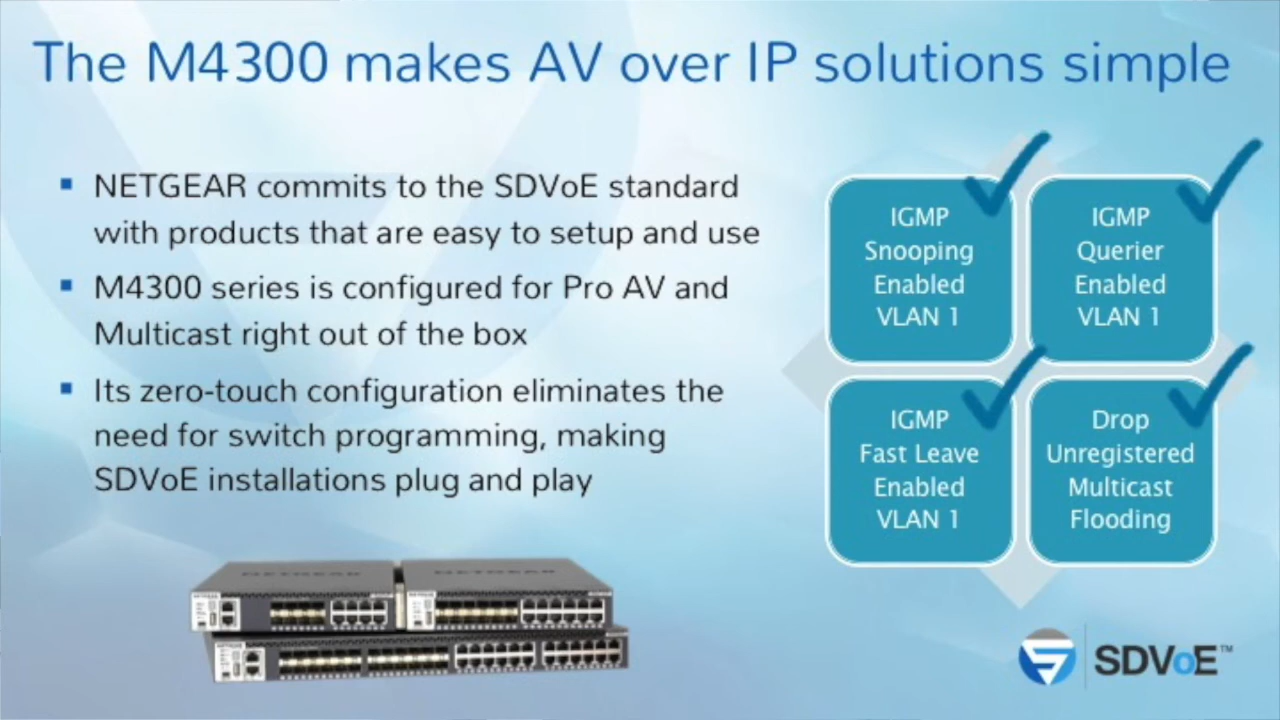 The M4300 makes AV over IP solutions simple
▪ NETGEAR commits to the SDVoE standard
with products that are easy to setup and use
▪ M4300 series is configured for Pro AV and
Multicast right out of the box
▪ Its zero-touch configuration eliminates the
need for switch programming, making
SDVoE installations plug and play
IGMP
Snooping
Enabled
VLAN 1
IGMP
Querier
Enabled
VLAN 1
IGMP
Fast Leave
Enabled
VLAN 1
Drop
Unregistered
Multicast
Flooding
NETGEAR
NETGEAR
SDVoE™